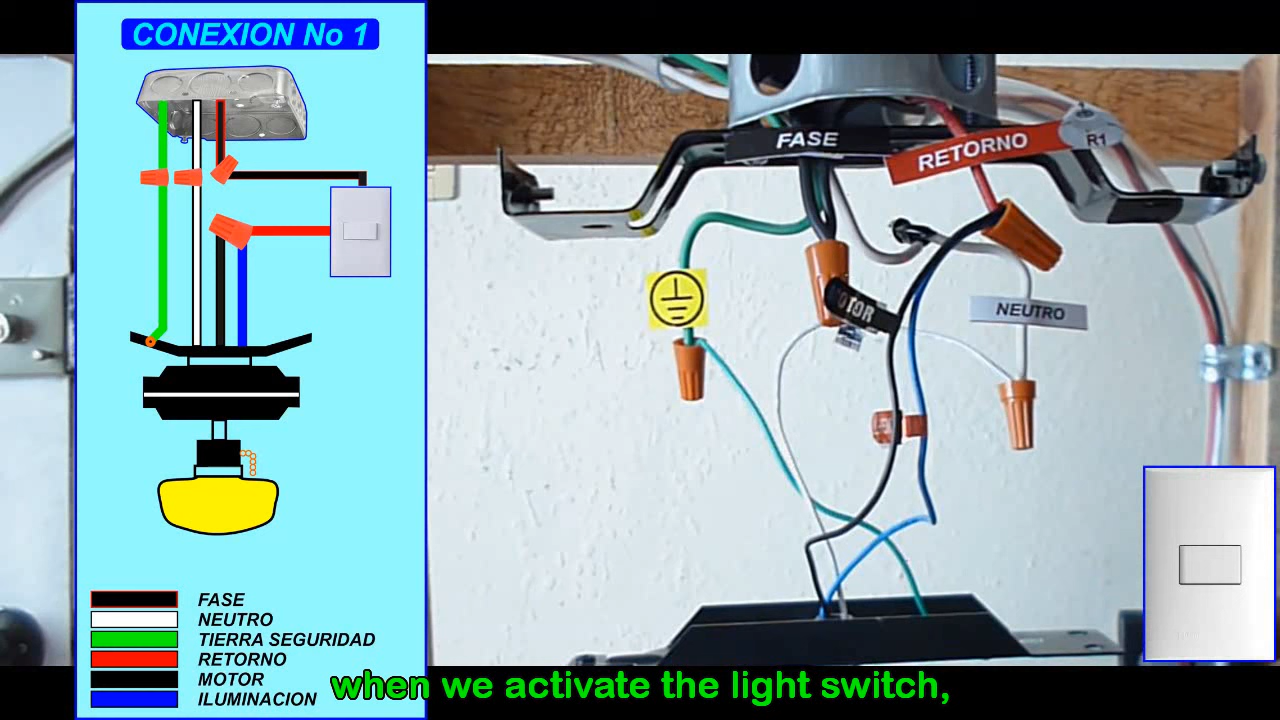 CONEXION No 1
FASE
RETORNO
R1
MOTOR
NEUTRO
FASE
NEUTRO
TIERRA SEGURIDAD
RETORNO
MOTOR
ILUMINACION
when we activate the light switch,